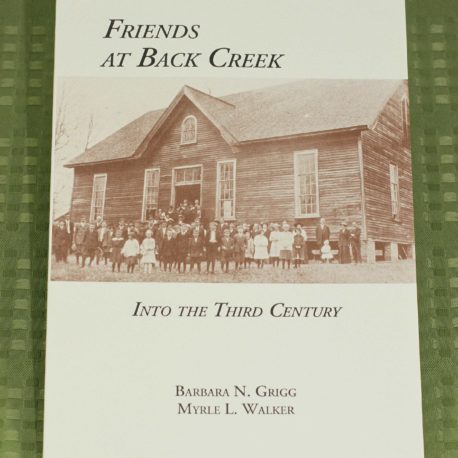 FRIENDS
AT BACK CREEK
INTO THE THIRD CENTURY
BARBARA N. GRIGG
MYRLE L. WALKER